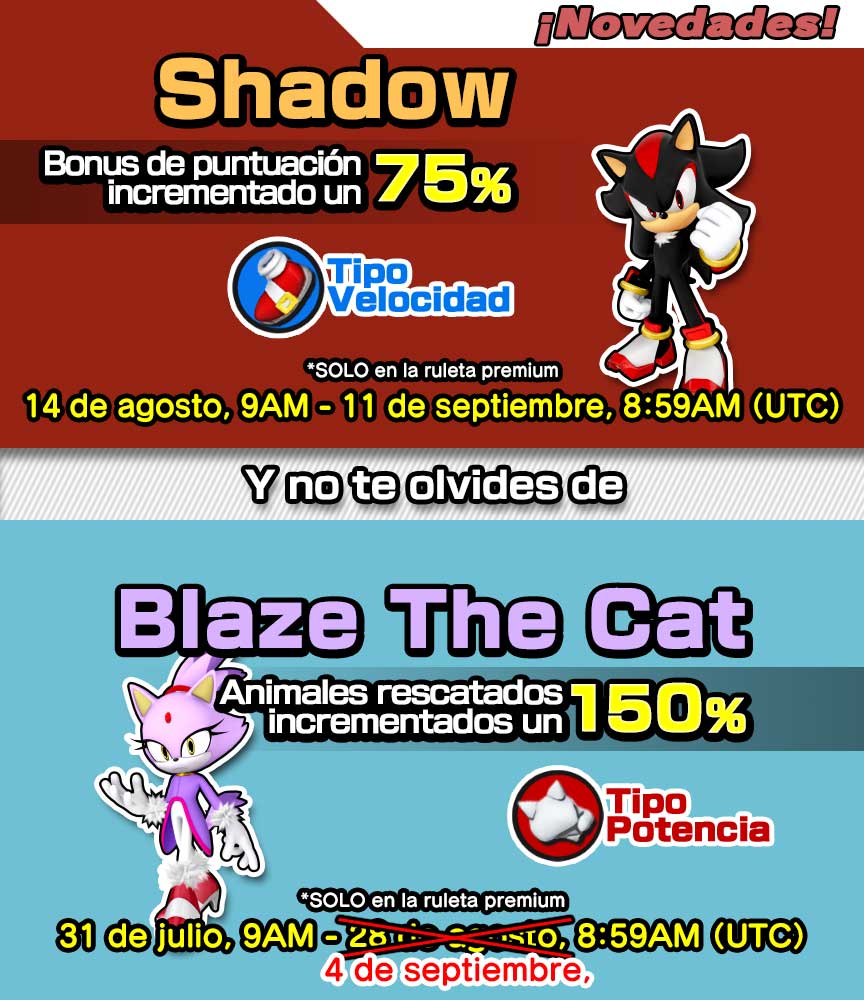 ¡Novedades!
Shadow
Bonus de puntuación
incrementado un 75%
Tipo
Velocidad
*SOLO en la ruleta premium
14 de agosto, 9AM - 11 de septiembre, 8:59AM (UTC)
Y no te olvides de
Blaze The Cat
Animales rescatados
incrementados un 150%
Tipo
Potencia
*SOLO en la ruleta premium
31 de julio, 9AM - 28 de agosto, 8:59AM (UTC)
4 de septiembre,